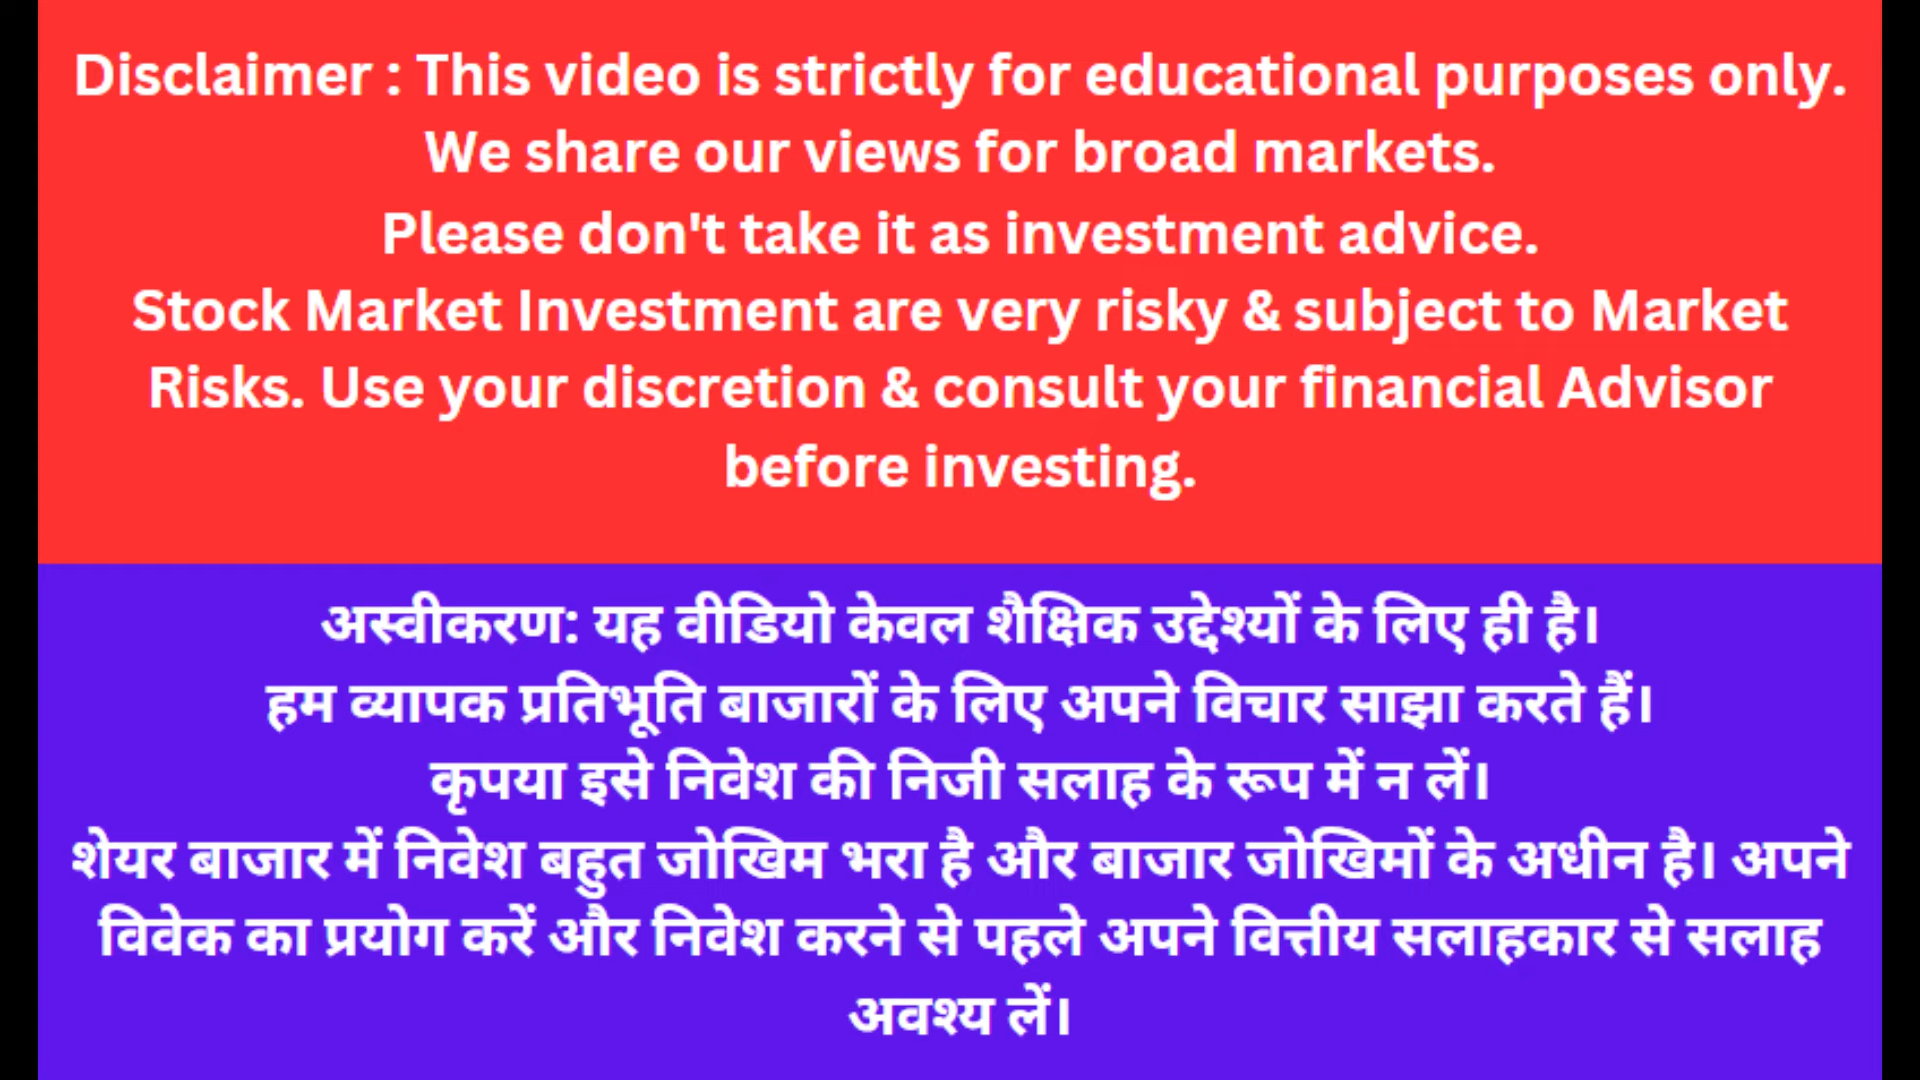 Disclaimer : This video is strictly for educational purposes only.
We share our views for broad markets.
Please don't take it as investment advice.
Stock Market Investment are very risky & subject to Market
Risks. Use your discretion & consult your financial Advisor
before investing.
अस्वीकरण: यह वीडियो केवल शैक्षिक उद्देश्यों के लिए ही है।
हम व्यापक प्रतिभूति बाजारों के लिए अपने विचार साझा करते हैं।
कृपया इसे निवेश की निजी सलाह के रूप में न लें।
शेयर बाजार में निवेश बहुत जोखिम भरा है और बाजार जोखिमों के अधीन है। अपने
विवेक का प्रयोग करें और निवेश करने से पहले अपने वित्तीय सलाहकार से सलाह
अवश्य लें।